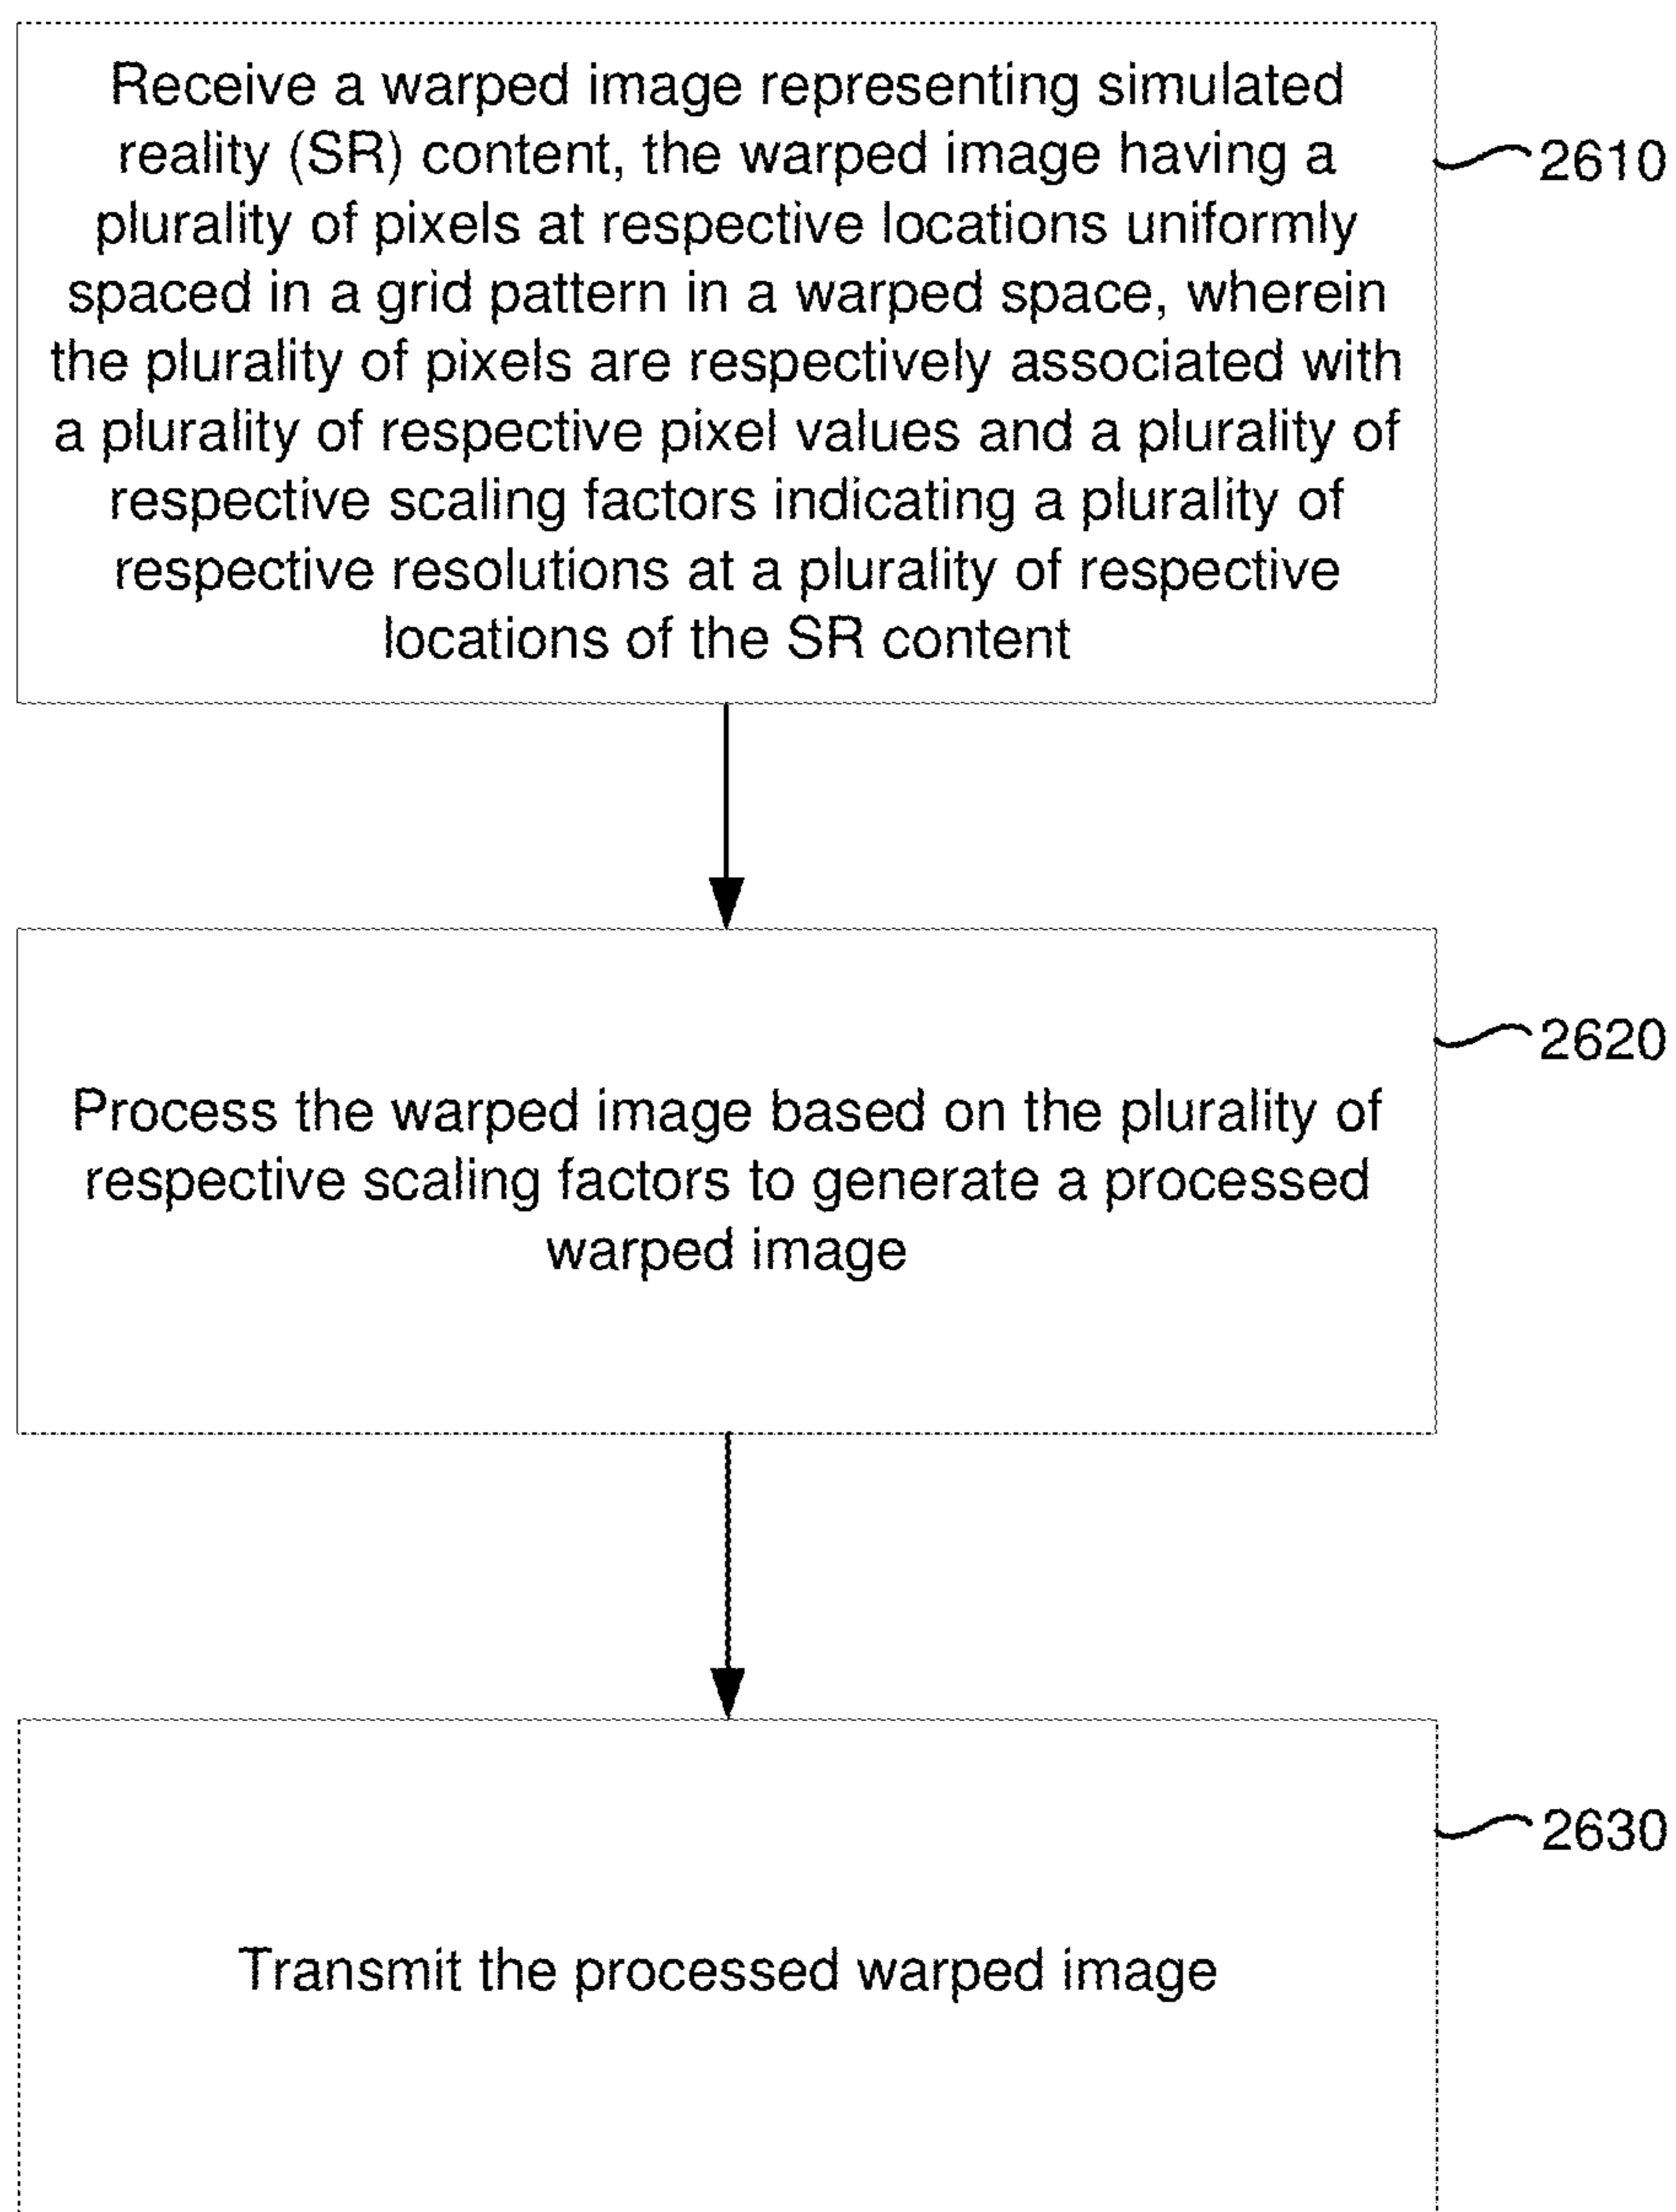 Receive a warped image representing simulated
reality (SR) content, the warped image having a
plurality of pixels at respective locations uniformly
spaced in a grid pattern in a warped space, wherein
the plurality of pixels are respectively associated with
a plurality of respective pixel values and a plurality of
respective scaling factors indicating a plurality of
respective resolutions at a plurality of respective
locations of the SR content
2610
Process the warped image based on the plurality of
respective scaling factors to generate a processed
warped image
2620
Transmit the processed warped image
2630